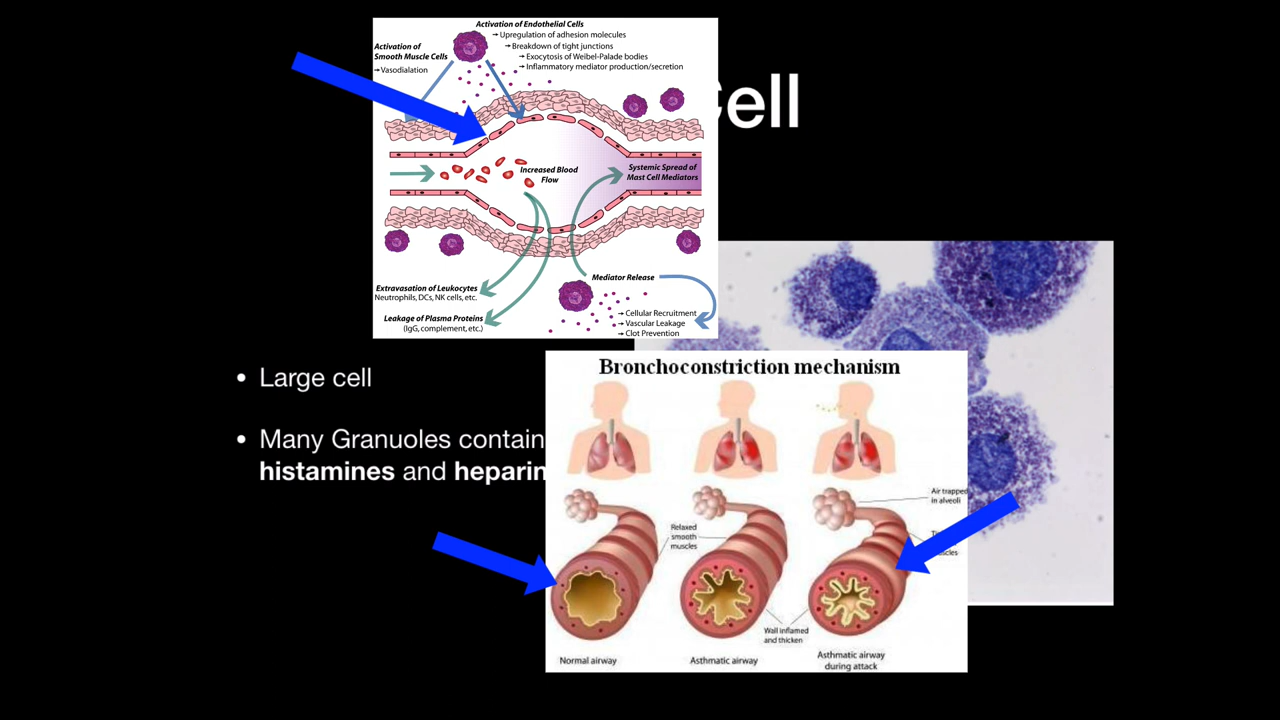 Activation of Endothelial Cells
→ Upregulation of adhesion molecules
→ Breakdown of tight junctions
→ Exocytosis of Weibel-Palade bodies
→ Inflammatory mediator production/secretion
Activation of
Smooth Muscle Cells
→ Vasodialation
ell
Increased Blood
Flow
Systemic Spread of
Mast Cell Mediators
Extravasation of Leukocytes
Neutrophils, DCs, NK cells, etc.
Leakage of Plasma Proteins
(IgG, complement, etc.)
Mediator Release
→ Cellular Recruitment
→ Vascular Leakage
→ Clot Prevention
• Large cell
• Many Granuoles contain
histamines and heparin
Bronchoconstriction mechanism
Air trapped
in alveoli
Relaxed
smooth
muscles
Wall inflamed
and thicken
Normal airway
Asthmatic airway
Asthmatic airway
during attack